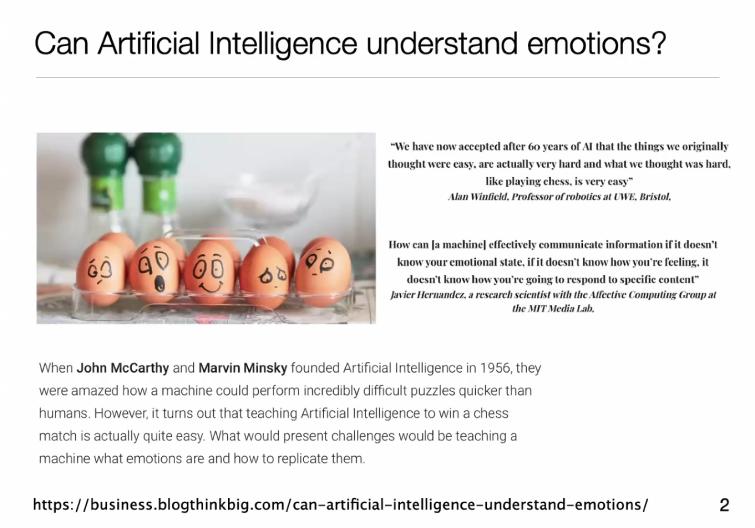 Can Artificial Intelligence understand emotions?
“We have now accepted after 60 years of AI that the things we originally
thought were easy, are actually very hard and what we thought was hard,
like playing chess, is very easy”
Alan Winfield, Professor of robotics at UWE, Bristol,
How can [a machine] effectively communicate information if it doesn’t
know your emotional state, if it doesn’t know how you’re feeling, it
doesn’t know how you’re going to respond to specific content”
Javier Hernandez, a research scientist with the Affective Computing Group at
the MIT Media Lab,
When John McCarthy and Marvin Minsky founded Artificial Intelligence in 1956, they
were amazed how a machine could perform incredibly difficult puzzles quicker than
humans. However, it turns out that teaching Artificial Intelligence to win a chess
match is actually quite easy. What would present challenges would be teaching a
machine what emotions are and how to replicate them.
https://business.blogthinkbig.com/can-artificial-intelligence-understand-emotions/
2